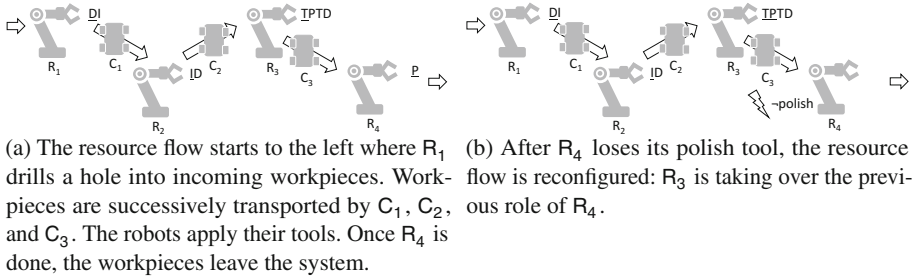 DI
TPTD
R1
C1
C2
R3
ID
C3
P
R2
R4
DI
TPTD
R1
C1
C2
R3
ID
C3
R2
¬polish
R4
(a) The resource flow starts to the left where R1
drills a hole into incoming workpieces. Work-
pieces are successively transported by C1, C2,
and C3. The robots apply their tools. Once R4 is
done, the workpieces leave the system.
(b) After R4 loses its polish tool, the resource
flow is reconfigured: R3 is taking over the previ-
ous role of R4.